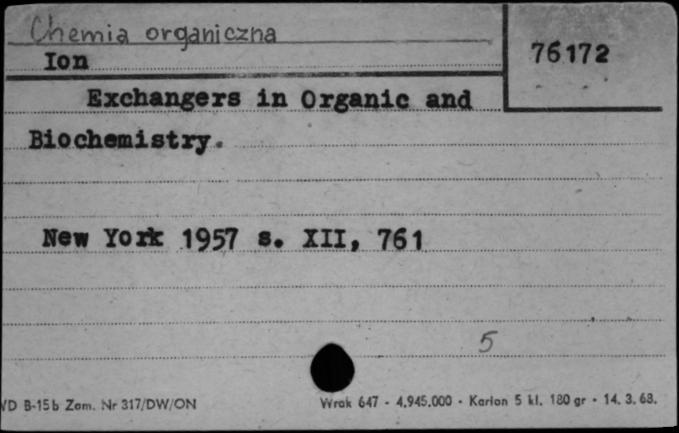 Chemia organiczna
76172
Ion
Exchangers in Organic and
Biochemistry.
New York 1957 s. XII, 761
5
WD B-15b Zam. Nr 317/DW/ON
Wrak 647 - 4.945.000 - Karton 5 kl. 180 gr - 14. 3. 68.